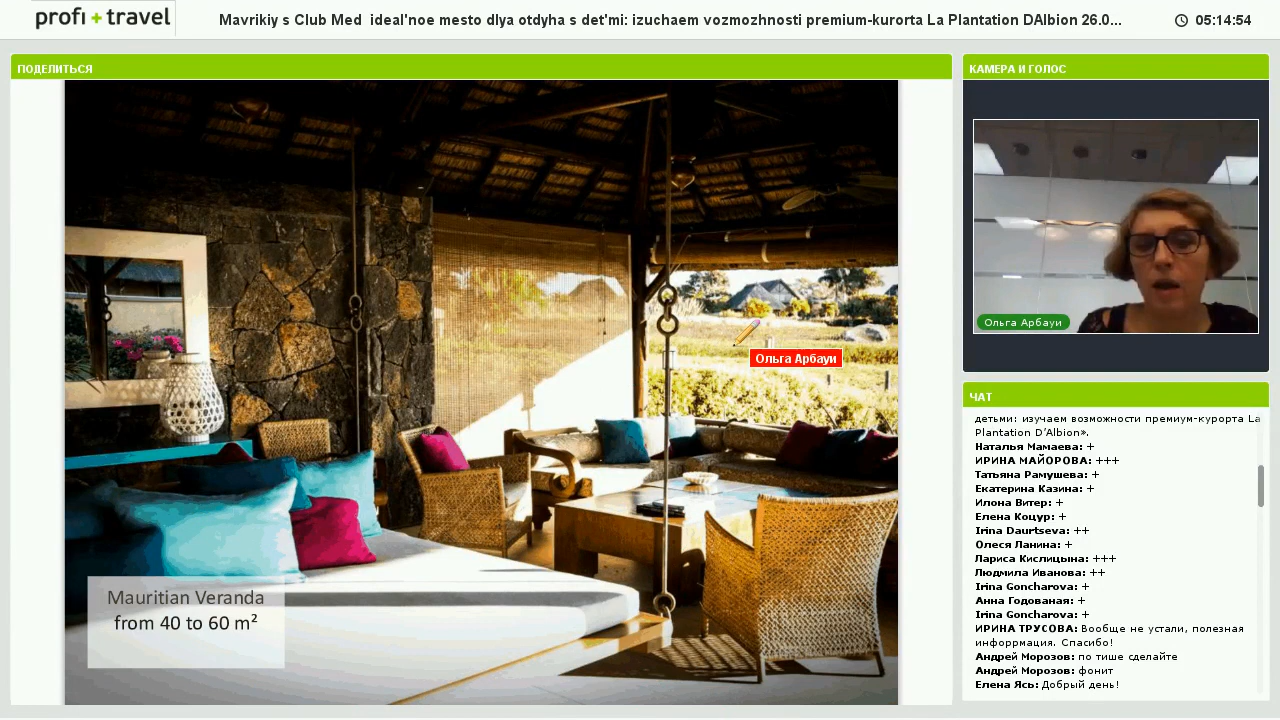 profi + travel
Mavrikiy s Club Med ideal'noe mesto dlya otdyha s det'mi: izuchaem vozmozhnosti premium-kurorta La Plantation DAlbion 26.0...
05:14:54
ПОДЕЛИТЬСЯ
Ольга Арбауи
Mauritian Veranda
from 40 to 60 m²
КАМЕРА И ГОЛОС
Ольга Арбауи
ЧАТ
детьми: изучаем возможности премиум-курорта La
Plantation D'Albion».
Наталья Мамаева: +
ИРИНА МАЙОРОВА: +++
Татьяна Рамушева: +
Екатерина Казина: +
Илона Витер: +
Елена Коцур: +
Irina Daurtseva: ++
Олеся Ланина: +
Лариса Кислицына: +++
Людмила Иванова: ++
Irina Goncharova: +
Анна Годованая: +
Irina Goncharova: +
ИРИНА ТРУСОВА: Вообще не устали, полезная
инфоррмация. Спасибо!
Андрей Морозов: по тише сделайте
Андрей Морозов: фонит
Елена Ясь: Добрый день!